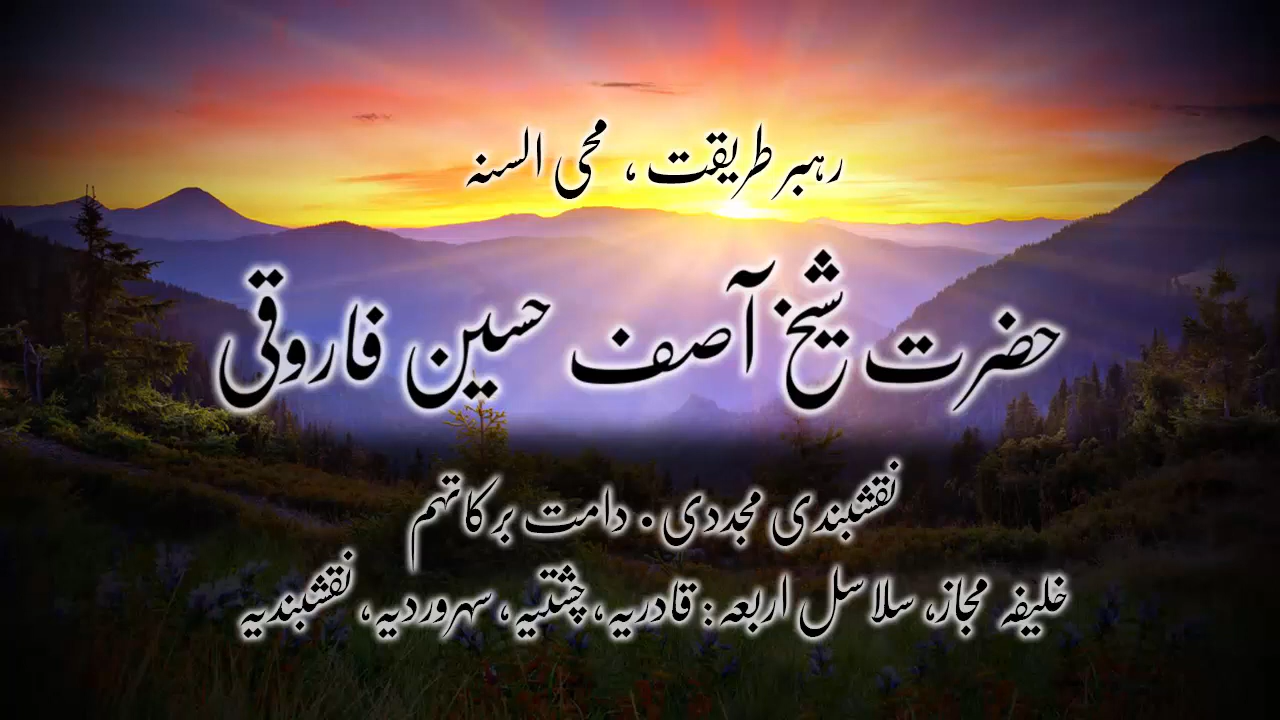 رہبر طریقت، محی السنہ
حضرت شیخ آصف حسین فاروقی
نقشبندی مجددی . دامت برکاتہم
خلیفہ مجاز، سلاسل اربعہ: قادریہ، چشتیہ، سہروردیہ، نقشبندیہ